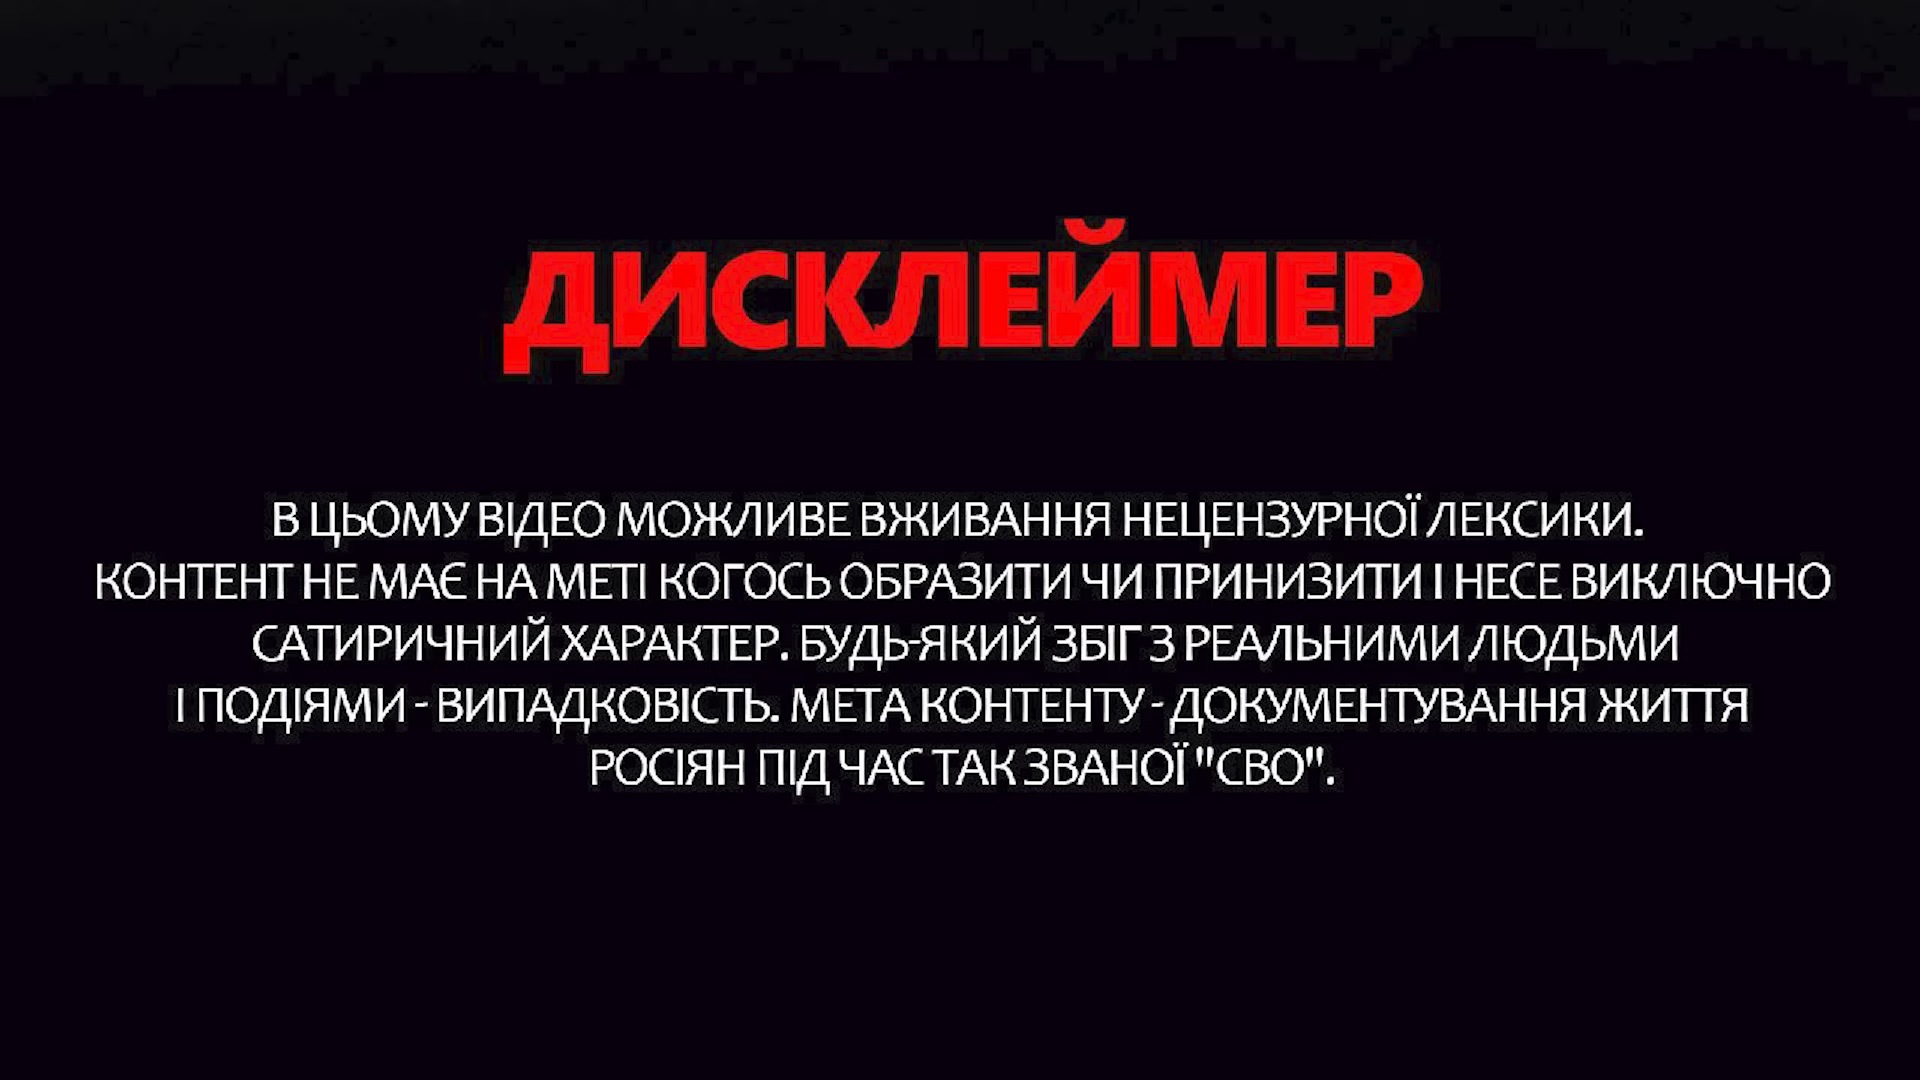 ДИСКЛЕЙМЕР
В ЦЬОМУ ВІДЕО МОЖЛИВЕ ВЖИВАННЯ НЕЦЕНЗУРНОЇ ЛЕКСИКИ.
КОНТЕНТ НЕ МАЄ НА МЕТІ КОГОСЬ ОБРАЗИТИ ЧИ ПРИНИЗИТИ І НЕСЕ ВИКЛЮЧНО
САТИРИЧНИЙ ХАРАКТЕР. БУДЬ-ЯКИЙ ЗБІГ З РЕАЛЬНИМИ ЛЮДЬМИ
І ПОДІЯМИ - ВИПАДКОВІСТЬ. МЕТА КОНТЕНТУ - ДОКУМЕНТУВАННЯ ЖИТТЯ
РОСІЯН ПІД ЧАС ТАК ЗВАНОЇ "СВО".